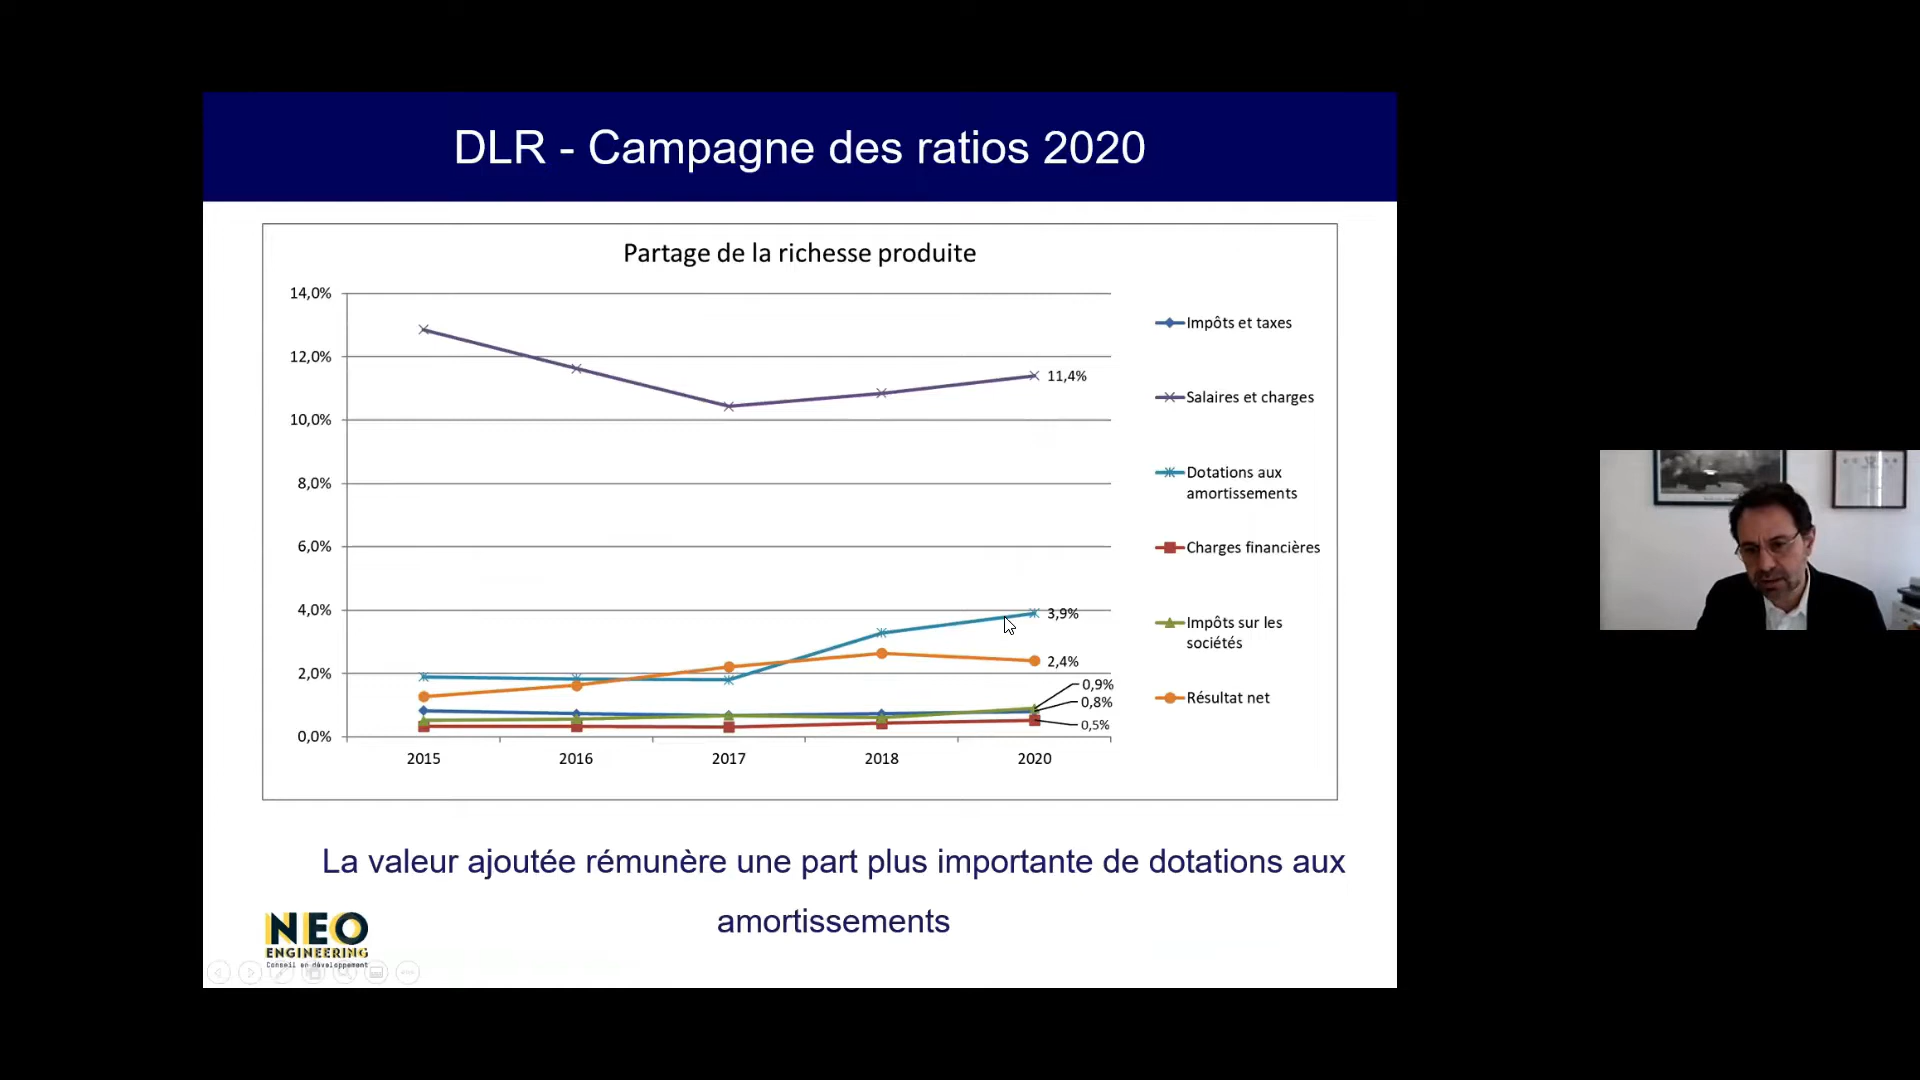 DLR - Campagne des ratios 2020
Partage de la richesse produite
14,0%
12,0%
10,0%
8,0%
6,0%
4,0%
2,0%
0,0%
2015
2016
2017
2018
2020
11,4%
3,9%
2,4%
0,9%
0,8%
0,5%
Impôts et taxes
Salaires et charges
Dotations aux
amortissements
Charges financières
Impôts sur les
sociétés
Résultat net
La valeur ajoutée rémunère une part plus importante de dotations aux
amortissements
NEO
ENGINEERING
Conseil en développement